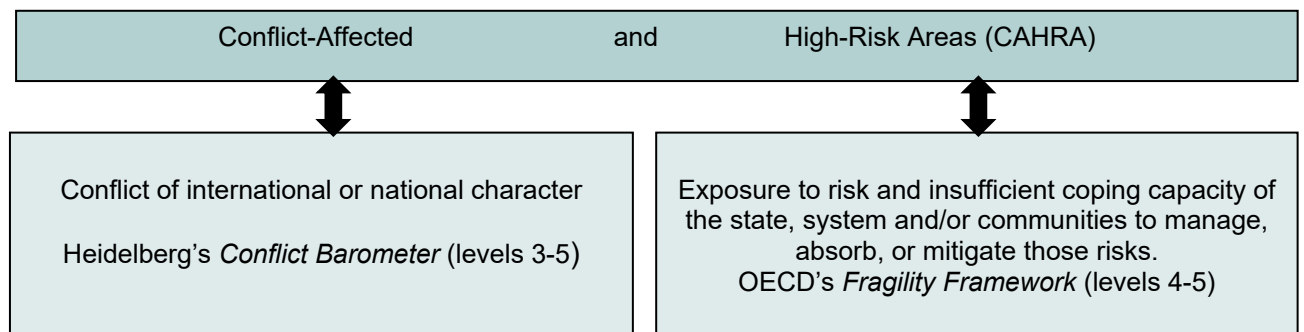 Conflict-Affected and High-Risk Areas (CAHRA)
Conflict of international or national character
Heidelberg's Conflict Barometer (levels 3-5)
Exposure to risk and insufficient coping capacity of
the state, system and/or communities to manage,
absorb, or mitigate those risks.
OECD's Fragility Framework (levels 4-5)